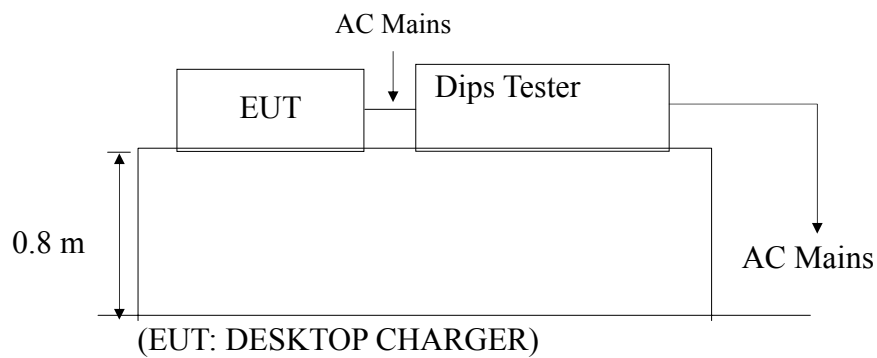 AC Mains
EUT
Dips Tester
0.8 m
AC Mains
(EUT: DESKTOP CHARGER)